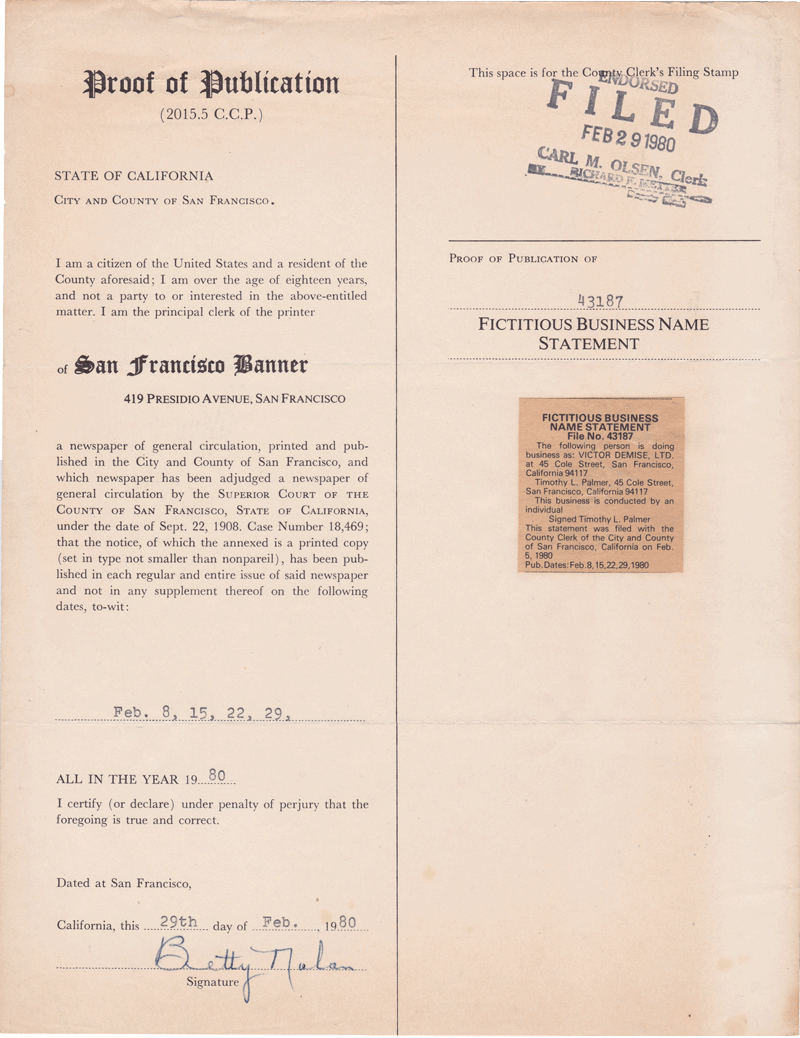 Proof of Publication
(2015.5 C.C.P.)
STATE OF CALIFORNIA
City and County of San Francisco.
I am a citizen of the United States and a resident of the
County aforesaid; I am over the age of eighteen years,
and not a party to or interested in the above-entitled
matter. I am the principal clerk of the printer
of San Francisco Banner
419 Presidio Avenue, San Francisco
a newspaper of general circulation, printed and pub-
lished in the City and County of San Francisco, and
which newspaper has been adjudged a newspaper of
general circulation by the Superior Court of the
County of San Francisco, State of California,
under the date of Sept. 22, 1908. Case Number 18,469;
that the notice, of which the annexed is a printed copy
(set in type not smaller than nonpareil), has been pub-
lished in each regular and entire issue of said newspaper
and not in any supplement thereof on the following
dates, to-wit:
Feb. 8, 15, 22, 29,
ALL IN THE YEAR 19 80
I certify (or declare) under penalty of perjury that the
foregoing is true and correct.
Dated at San Francisco,
California, this 29th day of Feb. , 19 80
Betty Nolan
Signature
This space is for the County Clerk's Filing Stamp
ENDORSED
FILED
FEB 29 1980
CARL M. OLSEN, Clerk
BY RICHARD
Proof of Publication of
43187
Fictitious Business Name
Statement
FICTITIOUS BUSINESS
NAME STATEMENT
File No. 43187
The following person is doing
business as: VICTOR DEMISE, LTD.
at 45 Cole Street, San Francisco,
California 94117
Timothy L. Palmer, 45 Cole Street,
San Francisco, California 94117
This business is conducted by an
individual
Signed Timothy L. Palmer
This statement was filed with the
County Clerk of the City and County
of San Francisco, California on Feb.
5, 1980
Pub. Dates: Feb. 8, 15, 22, 29, 1980